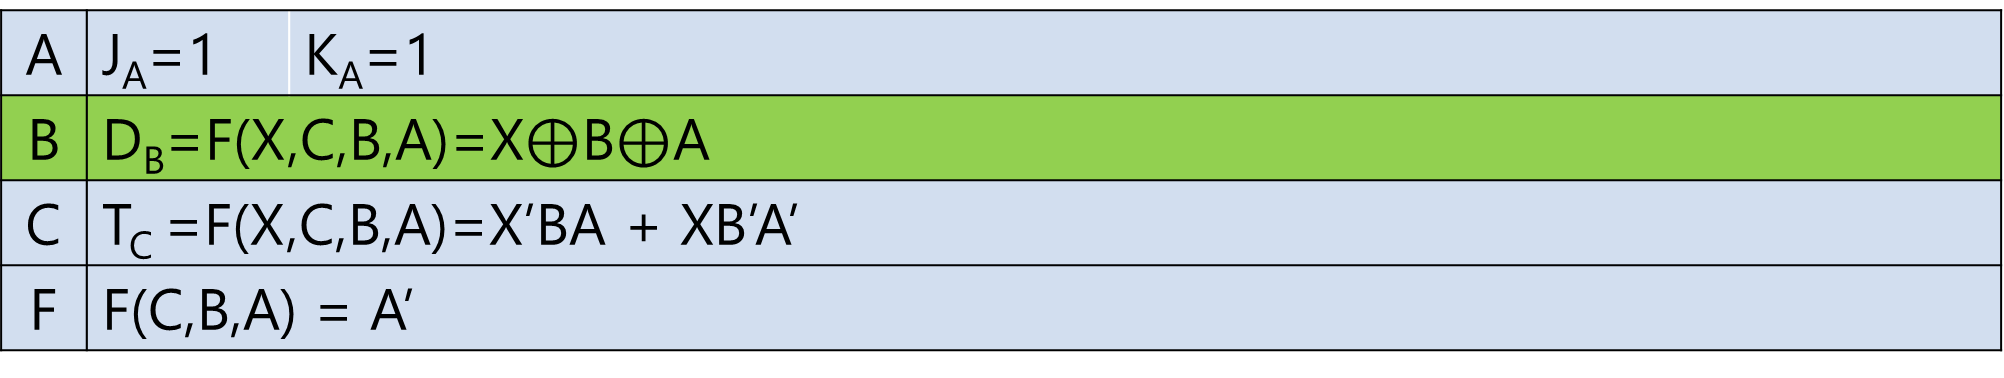 A J_A=1 K_A=1
B D_B=F(X,C,B,A)=X⊕B⊕A
C T_C =F(X,C,B,A)=X′BA + XB′A′
F F(C,B,A) = A′